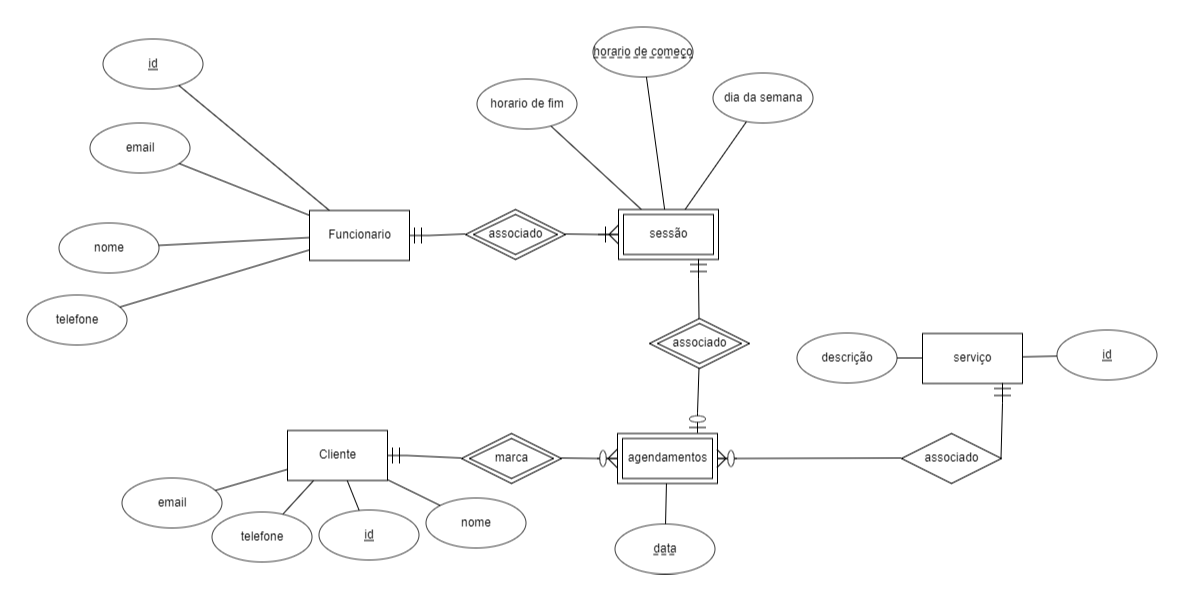 horario de começo
id
horario de fim
dia da semana
email
Funcionario
associado
sessão
nome
telefone
associado
descrição
serviço
id
Cliente
marca
agendamentos
associado
email
telefone
id
nome
data